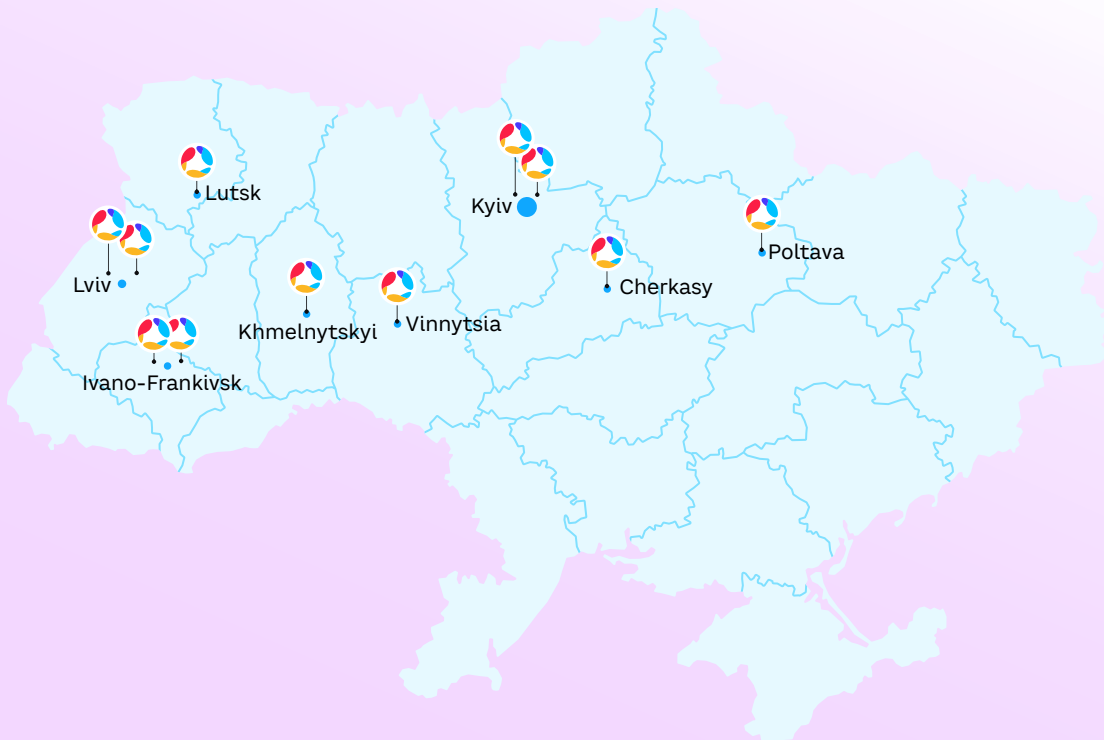 Lutsk
Kyiv
Poltava
Lviv
Cherkasy
Khmelnytskyi
Vinnytsia
Ivano-Frankivsk